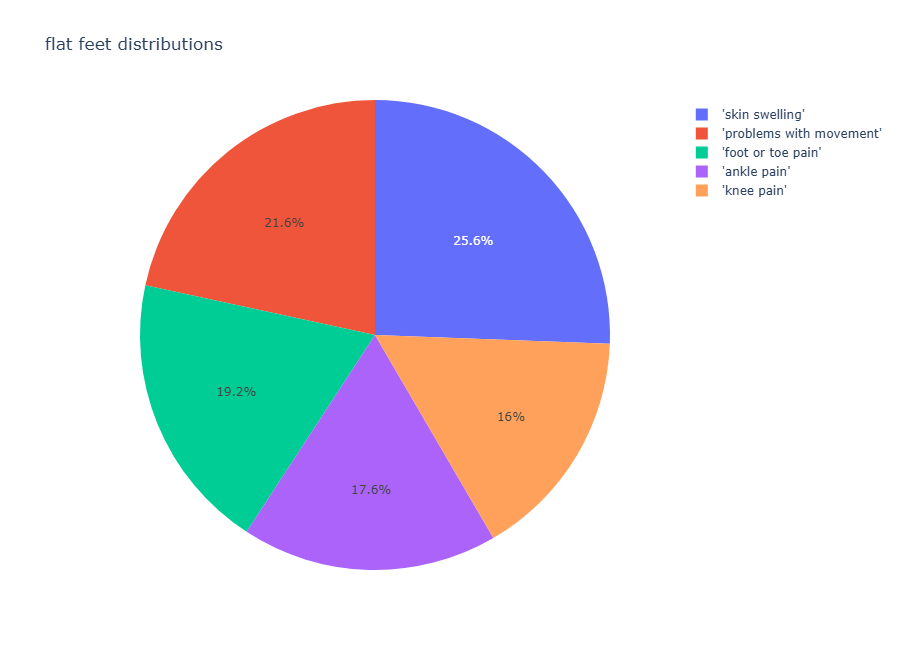 flat feet distributions
'skin swelling'
'problems with movement'
'foot or toe pain'
'ankle pain'
'knee pain'
21.6%
25.6%
19.2%
16%
17.6%